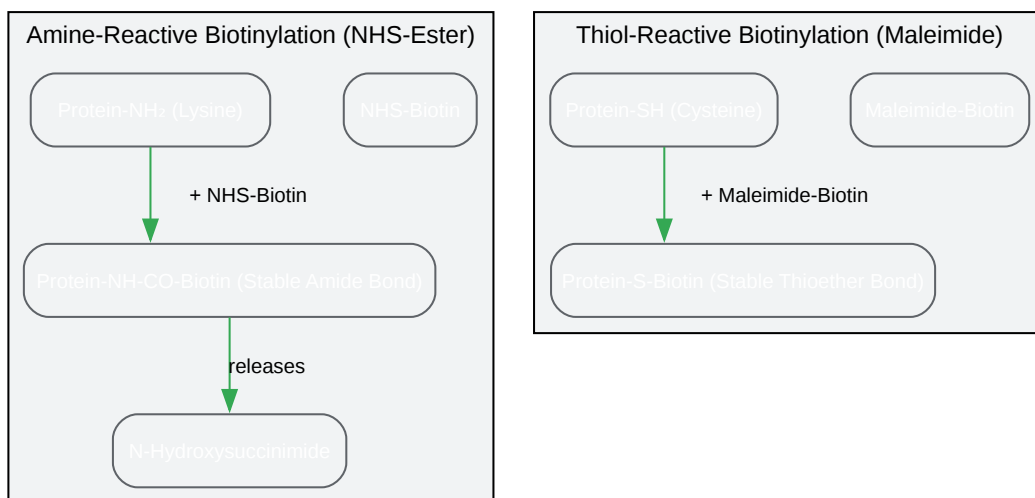 Amine-Reactive Biotinylation (NHS-Ester)
Protein-NH₂ (Lysine)
NHS-Biotin
+ NHS-Biotin
Protein-NH-CO-Biotin (Stable Amide Bond)
releases
N-Hydroxysuccinimide
Thiol-Reactive Biotinylation (Maleimide)
Protein-SH (Cysteine)
Maleimide-Biotin
+ Maleimide-Biotin
Protein-S-Biotin (Stable Thioether Bond)